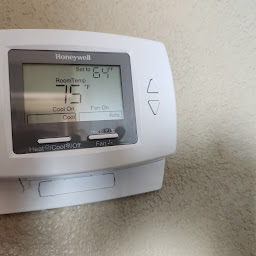 Honeywell
Set to 64°
Room Temp
75 °F
Cool On Fan On
Cool Auto
Heat/Cool/Off Fan